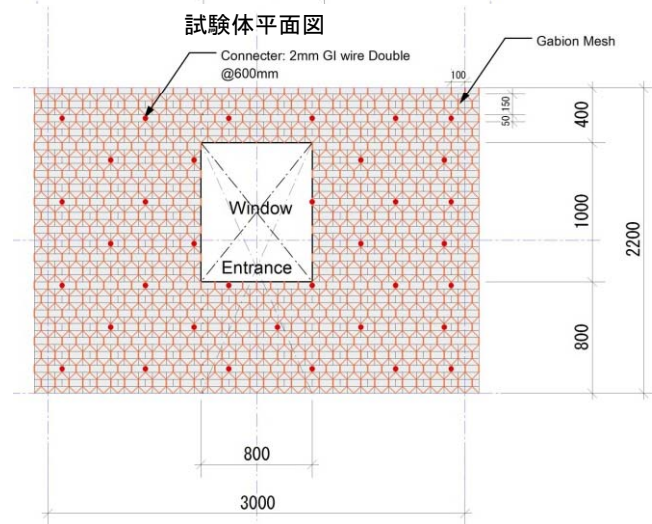 試験体平面図
Connecter: 2mm GI wire Double
@600mm
Gabion Mesh
100
150
50
400
1000
2200
800
Window
Entrance
800
3000